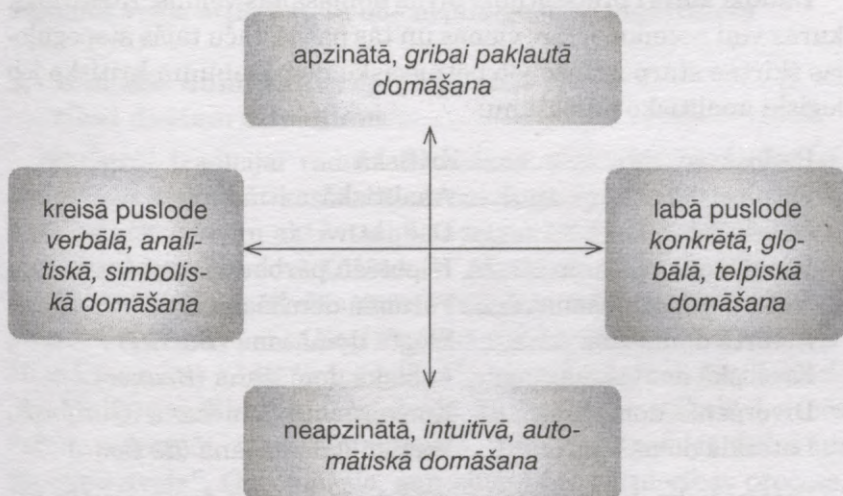 apzinātā, gribai pakļautā
domāšana
kreisā puslode
verbālā, analī-
tiskā, simbolis-
kā domāšana
labā puslode
konkrētā, glo-
bālā, telpiskā
domāšana
neapzinātā, intuitīvā, auto-
mātiskā domāšana